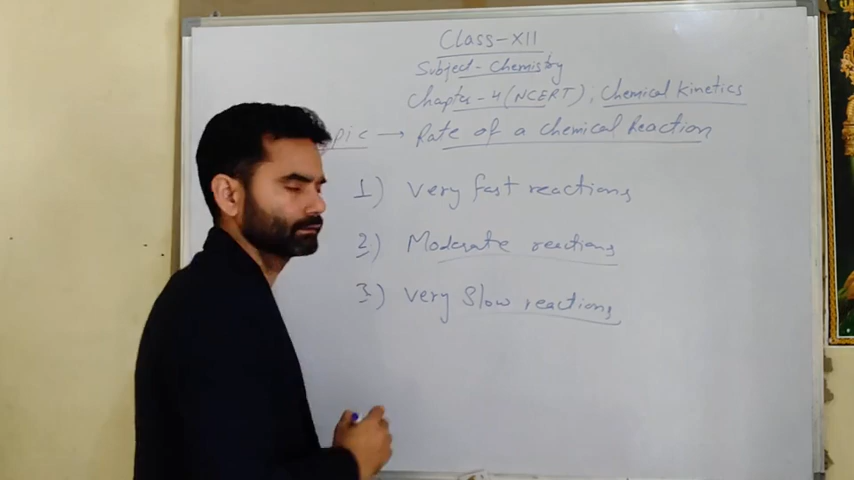 Class-XII
Subject- Chemistry
Chapter-4 (NCERT); Chemical Kinetics
pic → Rate of a Chemical Reaction
1) Very fast reactions
2) Moderate reactions
3) Very Slow reactions